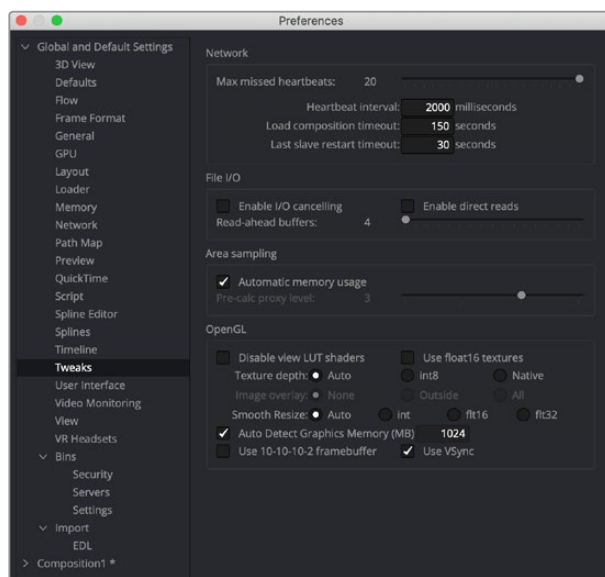 Preferences
Global and Default Settings
3D View
Defaults
Flow
Frame Format
General
GPU
Layout
Loader
Memory
Network
Path Map
Preview
QuickTime
Script
Spline Editor
Splines
Timeline
Tweaks
User Interface
Video Monitoring
View
VR Headsets
Bins
Security
Servers
Settings
Import
EDL
Composition1 *
Network
Max missed heartbeats: 20
Heartbeat interval: 2000 milliseconds
Load composition timeout: 150 seconds
Last slave restart timeout: 30 seconds
File I/O
Enable I/O cancelling Enable direct reads
Read-ahead buffers: 4
Area sampling
Automatic memory usage
Pre-calc proxy level: 3
OpenGL
Disable view LUT shaders Use float16 textures
Texture depth: Auto int8 Native
Image overlay: None Outside All
Smooth Resize: Auto int flt16 flt32
Auto Detect Graphics Memory (MB) 1024
Use 10-10-10-2 framebuffer Use VSync